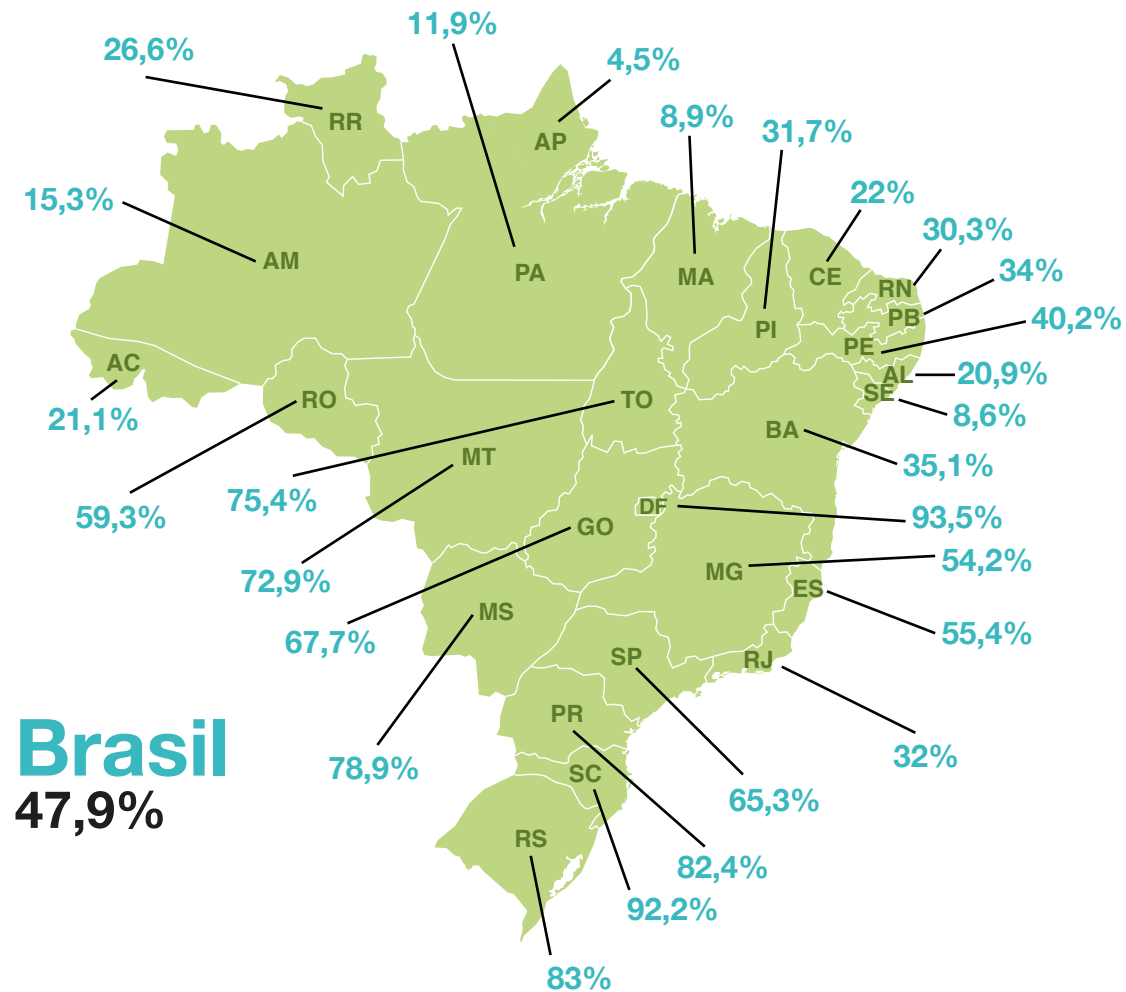 11,9%
26,6%
4,5%
RR
AP
8,9%
31,7%
15,3%
22%
30,3%
AM
PA
MA
CE
RN
34%
PB
40,2%
PI
PE
AC
AL
20,9%
SE
8,6%
21,1%
RO
TO
BA
35,1%
MT
75,4%
59,3%
DF
93,5%
GO
54,2%
MG
72,9%
ES
MS
67,7%
55,4%
SP
RJ
PR
Brasil
32%
78,9%
SC
47,9%
65,3%
RS
82,4%
92,2%
83%